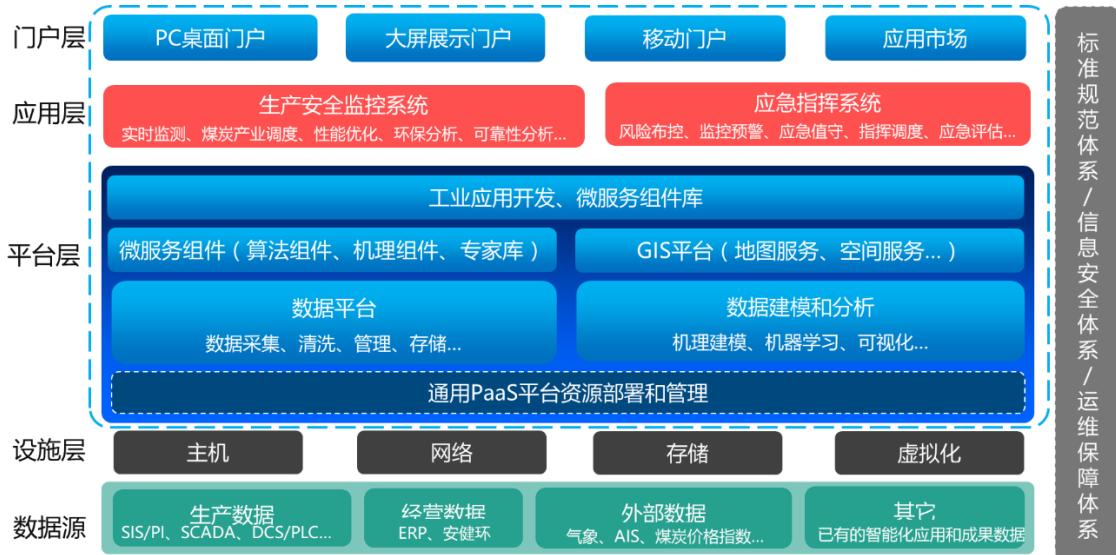 门户层
PC桌面门户
大屏展示门户
移动门户
应用市场
应用层
生产安全监控系统
实时监测、煤炭产业调度、性能优化、环保分析、可靠性分析...
应急指挥系统
风险布控、监控预警、应急值守、指挥调度、应急评估...
平台层
工业应用开发、微服务组件库
微服务组件（算法组件、机理组件、专家库）
GIS平台（地图服务、空间服务...）
数据平台
数据采集、清洗、管理、存储...
数据建模和分析
机理建模、机器学习、可视化...
通用PaaS平台资源部署和管理
设施层
主机
网络
存储
虚拟化
数据源
生产数据
SIS/PI、SCADA、DCS/PLC...
经营数据
ERP、安健环
外部数据
气象、AIS、煤炭价格指数...
其它
已有的智能化应用和成果数据
标准规范体系/信息安全体系/运维保障体系